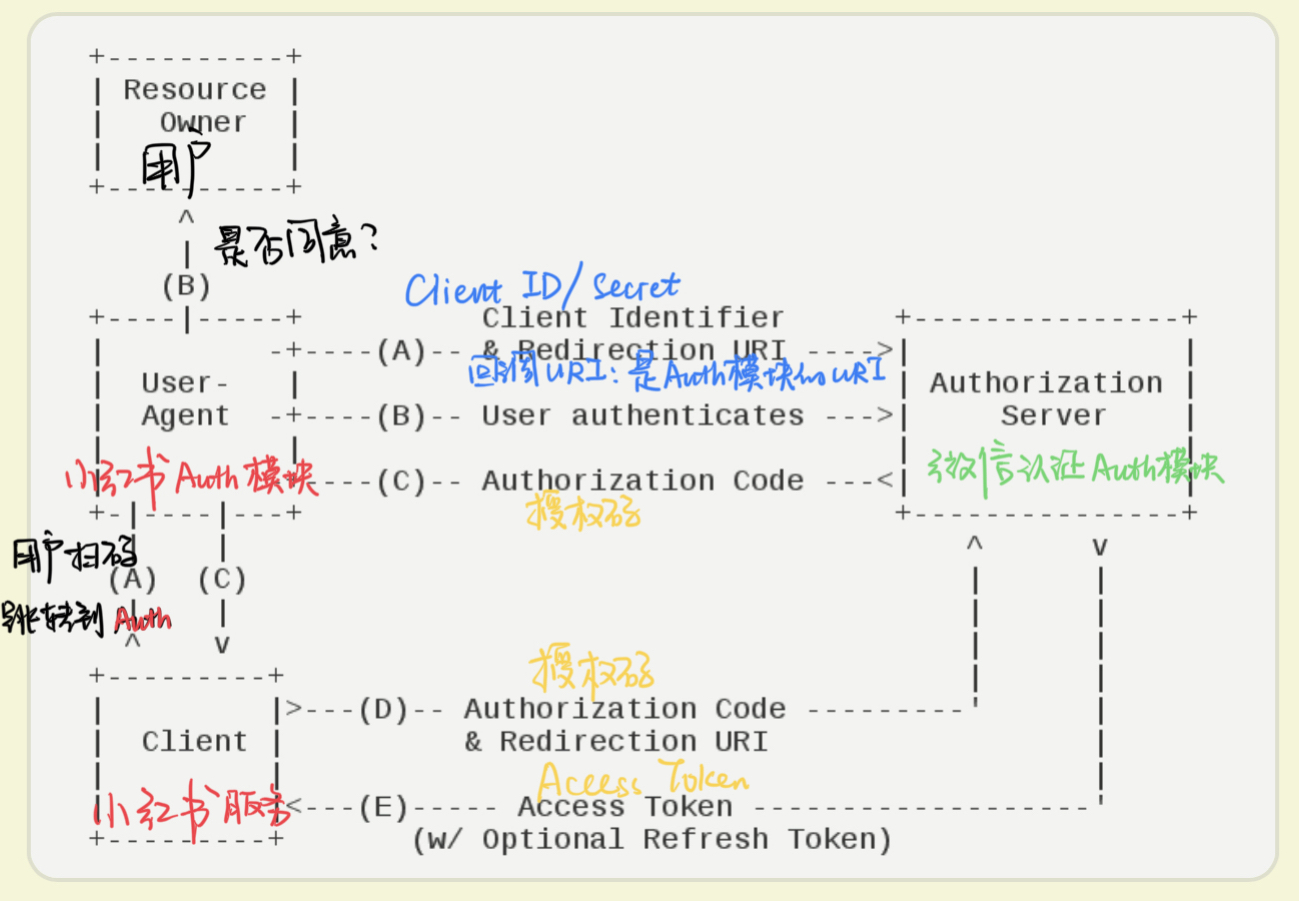 Resource
Owner
用户
是否同意?
(B)
Client ID/Secret
Client Identifier
(A)
& Redirection URI
回调URI:是Auth模块的URI
User-
Agent
(B)
User authenticates
Authorization
Server
小红书Auth模块
(C)
Authorization Code
微信认证Auth模块
授权码
用户扫码
(A)
(C)
跳转到Auth
授权码
(D)
Authorization Code
Client
& Redirection URI
Access Token
小红书服务
(E)
Access Token
(w/ Optional Refresh Token)